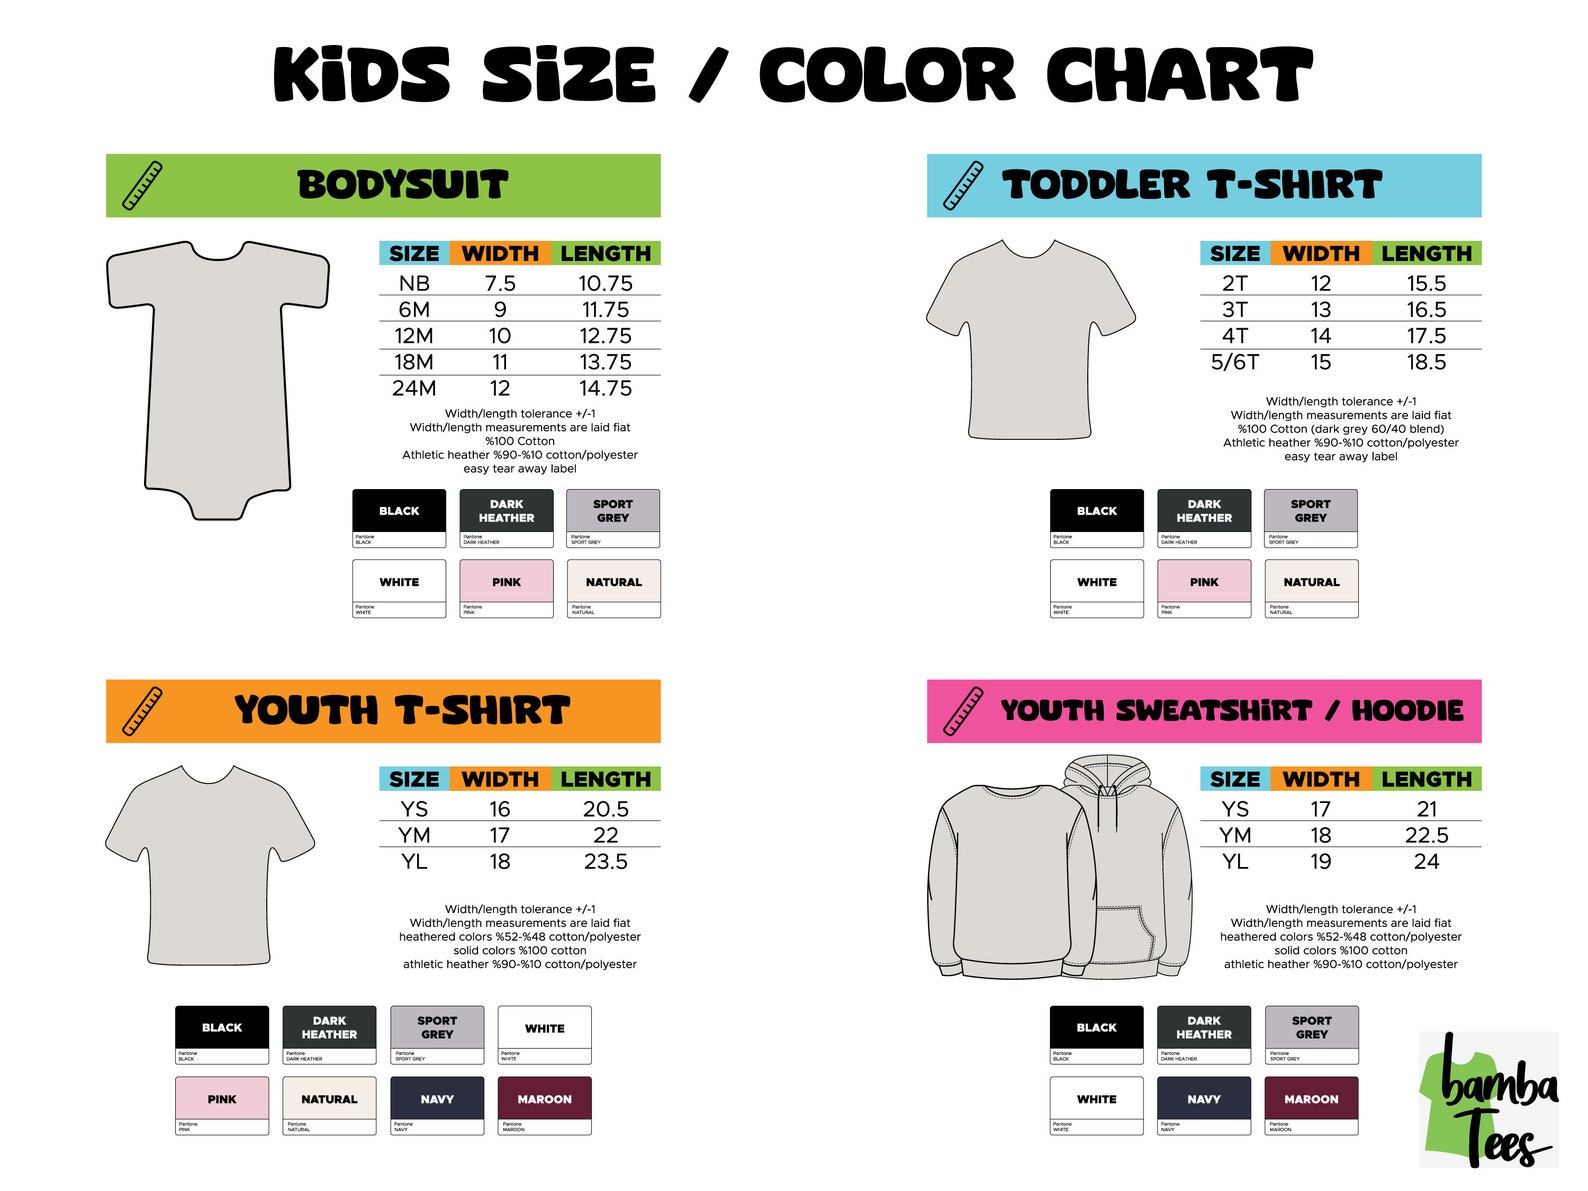 KiDS SiZE / COLOR CHART
BODYSUIT
SIZE WIDTH LENGTH
NB 7.5 10.75
6M 9 11.75
12M 10 12.75
18M 11 13.75
24M 12 14.75
Width/length tolerance +/-1
Width/length measurements are laid fiat
%100 Cotton
Athletic heather %90-%10 cotton/polyester
easy tear away label
BLACK
Pantone
BLACK
DARK
HEATHER
Pantone
DARK HEATHER
SPORT
GREY
Pantone
SPORT GREY
WHITE
Pantone
WHITE
PINK
Pantone
PINK
NATURAL
Pantone
NATURAL
TODDLER T-SHIRT
SIZE WIDTH LENGTH
2T 12 15.5
3T 13 16.5
4T 14 17.5
5/6T 15 18.5
Width/length tolerance +/-1
Width/length measurements are laid fiat
%100 Cotton (dark grey 60/40 blend)
Athletic heather %90-%10 cotton/polyester
easy tear away label
BLACK
Pantone
BLACK
DARK
HEATHER
Pantone
DARK HEATHER
SPORT
GREY
Pantone
SPORT GREY
WHITE
Pantone
WHITE
PINK
Pantone
PINK
NATURAL
Pantone
NATURAL
YOUTH T-SHIRT
SIZE WIDTH LENGTH
YS 16 20.5
YM 17 22
YL 18 23.5
Width/length tolerance +/-1
Width/length measurements are laid fiat
heathered colors %52-%48 cotton/polyester
solid colors %100 cotton
athletic heather %90-%10 cotton/polyester
BLACK
Pantone
BLACK
DARK
HEATHER
Pantone
DARK HEATHER
SPORT
GREY
Pantone
SPORT GREY
WHITE
Pantone
WHITE
PINK
Pantone
PINK
NATURAL
Pantone
NATURAL
NAVY
Pantone
NAVY
MAROON
Pantone
MAROON
YOUTH SWEATSHiRT / HOODIE
SIZE WIDTH LENGTH
YS 17 21
YM 18 22.5
YL 19 24
Width/length tolerance +/-1
Width/length measurements are laid fiat
heathered colors %52-%48 cotton/polyester
solid colors %100 cotton
athletic heather %90-%10 cotton/polyester
BLACK
Pantone
BLACK
DARK
HEATHER
Pantone
DARK HEATHER
SPORT
GREY
Pantone
SPORT GREY
WHITE
Pantone
WHITE
NAVY
Pantone
NAVY
MAROON
Pantone
MAROON
bamba
Tees